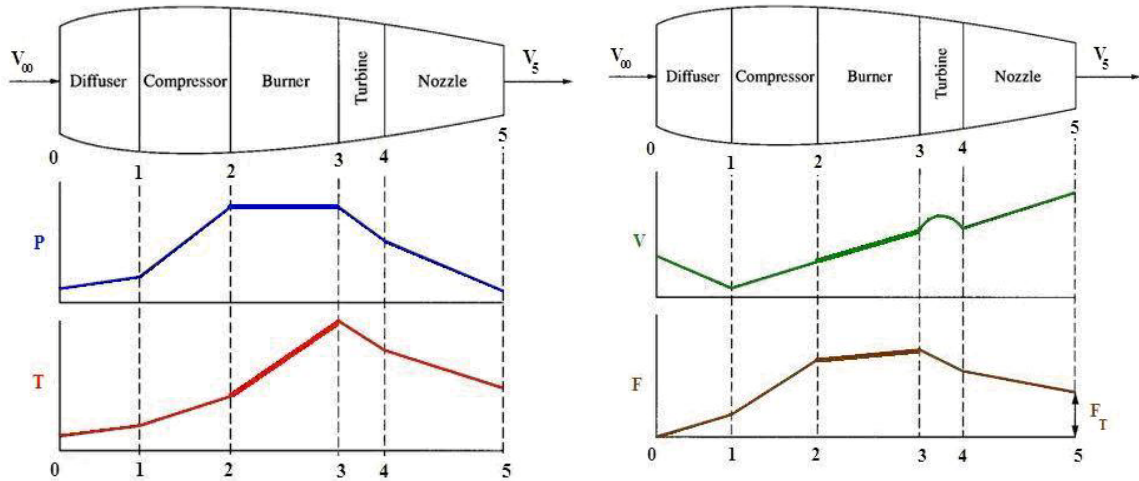 V∞ Diffuser Compressor Burner Turbine Nozzle V5
0 1 2 3 4 5
P
T
0 1 2 3 4 5
V∞ Diffuser Compressor Burner Turbine Nozzle V5
0 1 2 3 4 5
V
F
FT
0 1 2 3 4 5